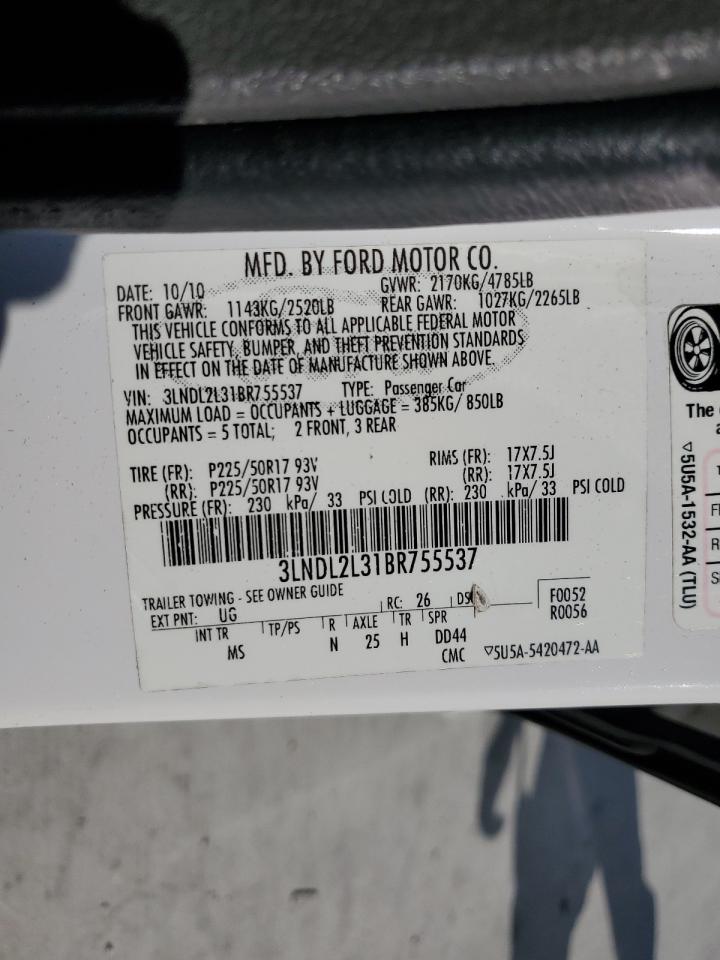 MFD. BY FORD MOTOR CO.
DATE: 10/10 GVWR: 2170KG/4785LB
FRONT GAWR: 1143KG/2520LB REAR GAWR: 1027KG/2265LB
THIS VEHICLE CONFORMS TO ALL APPLICABLE FEDERAL MOTOR
VEHICLE SAFETY, BUMPER, AND THEFT PREVENTION STANDARDS
IN EFFECT ON THE DATE OF MANUFACTURE SHOWN ABOVE.
VIN: 3LNDL2L31BR755537 TYPE: Passenger Car
MAXIMUM LOAD = OCCUPANTS + LUGGAGE = 385KG/ 850LB
OCCUPANTS = 5 TOTAL; 2 FRONT, 3 REAR
TIRE (FR): P225/50R17 93V RIMS (FR): 17X7.5J
(RR): P225/50R17 93V (RR): 17X7.5J
PRESSURE (FR): 230 kPa/ 33 PSI COLD (RR): 230 kPa/ 33 PSI COLD
3LNDL2L31BR755537
TRAILER TOWING - SEE OWNER GUIDE
EXT PNT: UG RC: 26 F0052
R0056
INT TR TP/PS R AXLE TR SPR
MS N 25 H DD44
CMC ▽5U5A-5420472-AA
The
▽5U5A-1532-AA (TLU)